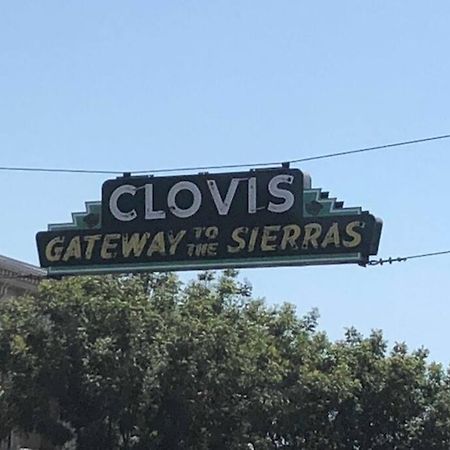 CLOVIS
GATEWAY TO THE SIERRAS